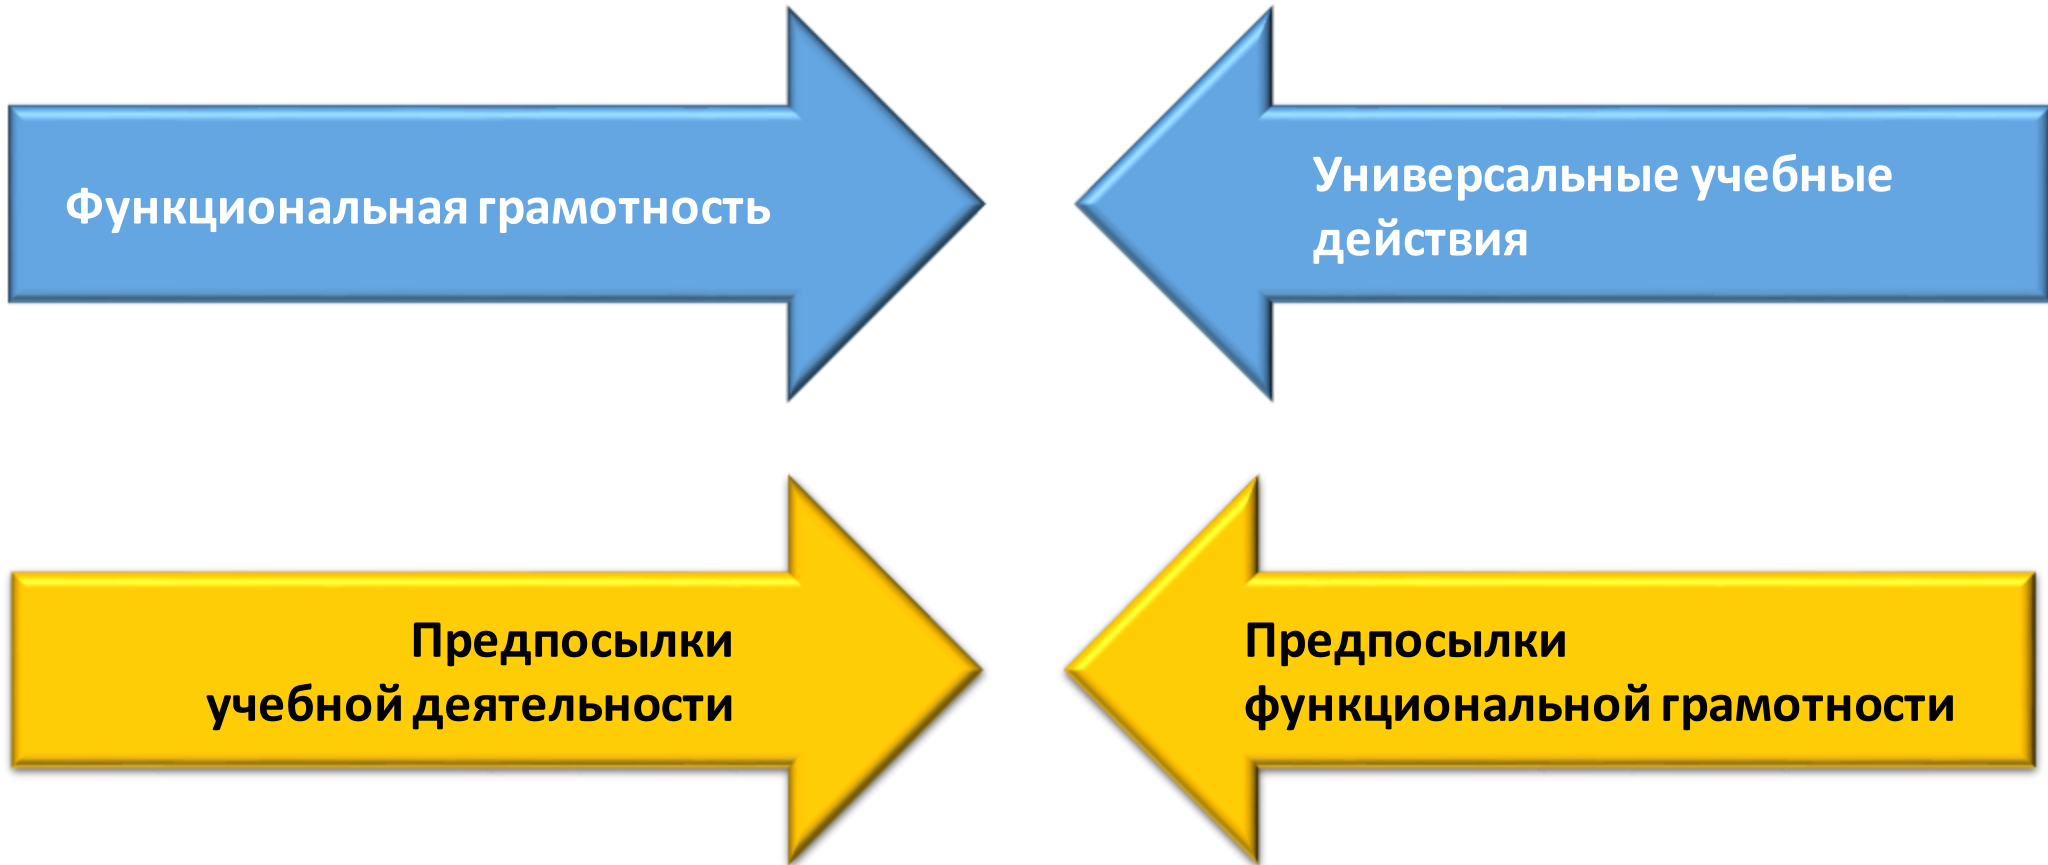 Функциональная грамотность
Универсальные учебные
действия
Предпосылки
учебной деятельности
Предпосылки
функциональной грамотности